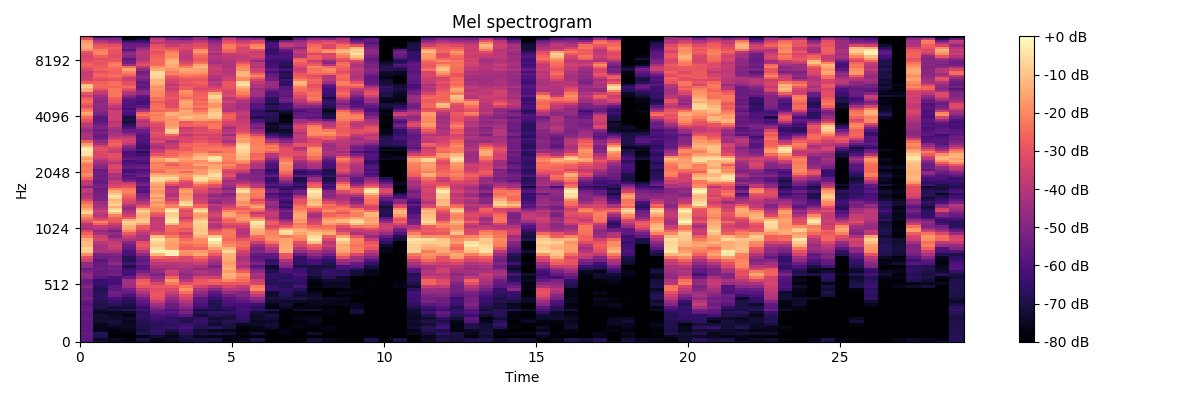 Mel spectrogram
Hz
8192
4096
2048
1024
512
0
0 5 10 15 20 25
Time
+0 dB
-10 dB
-20 dB
-30 dB
-40 dB
-50 dB
-60 dB
-70 dB
-80 dB